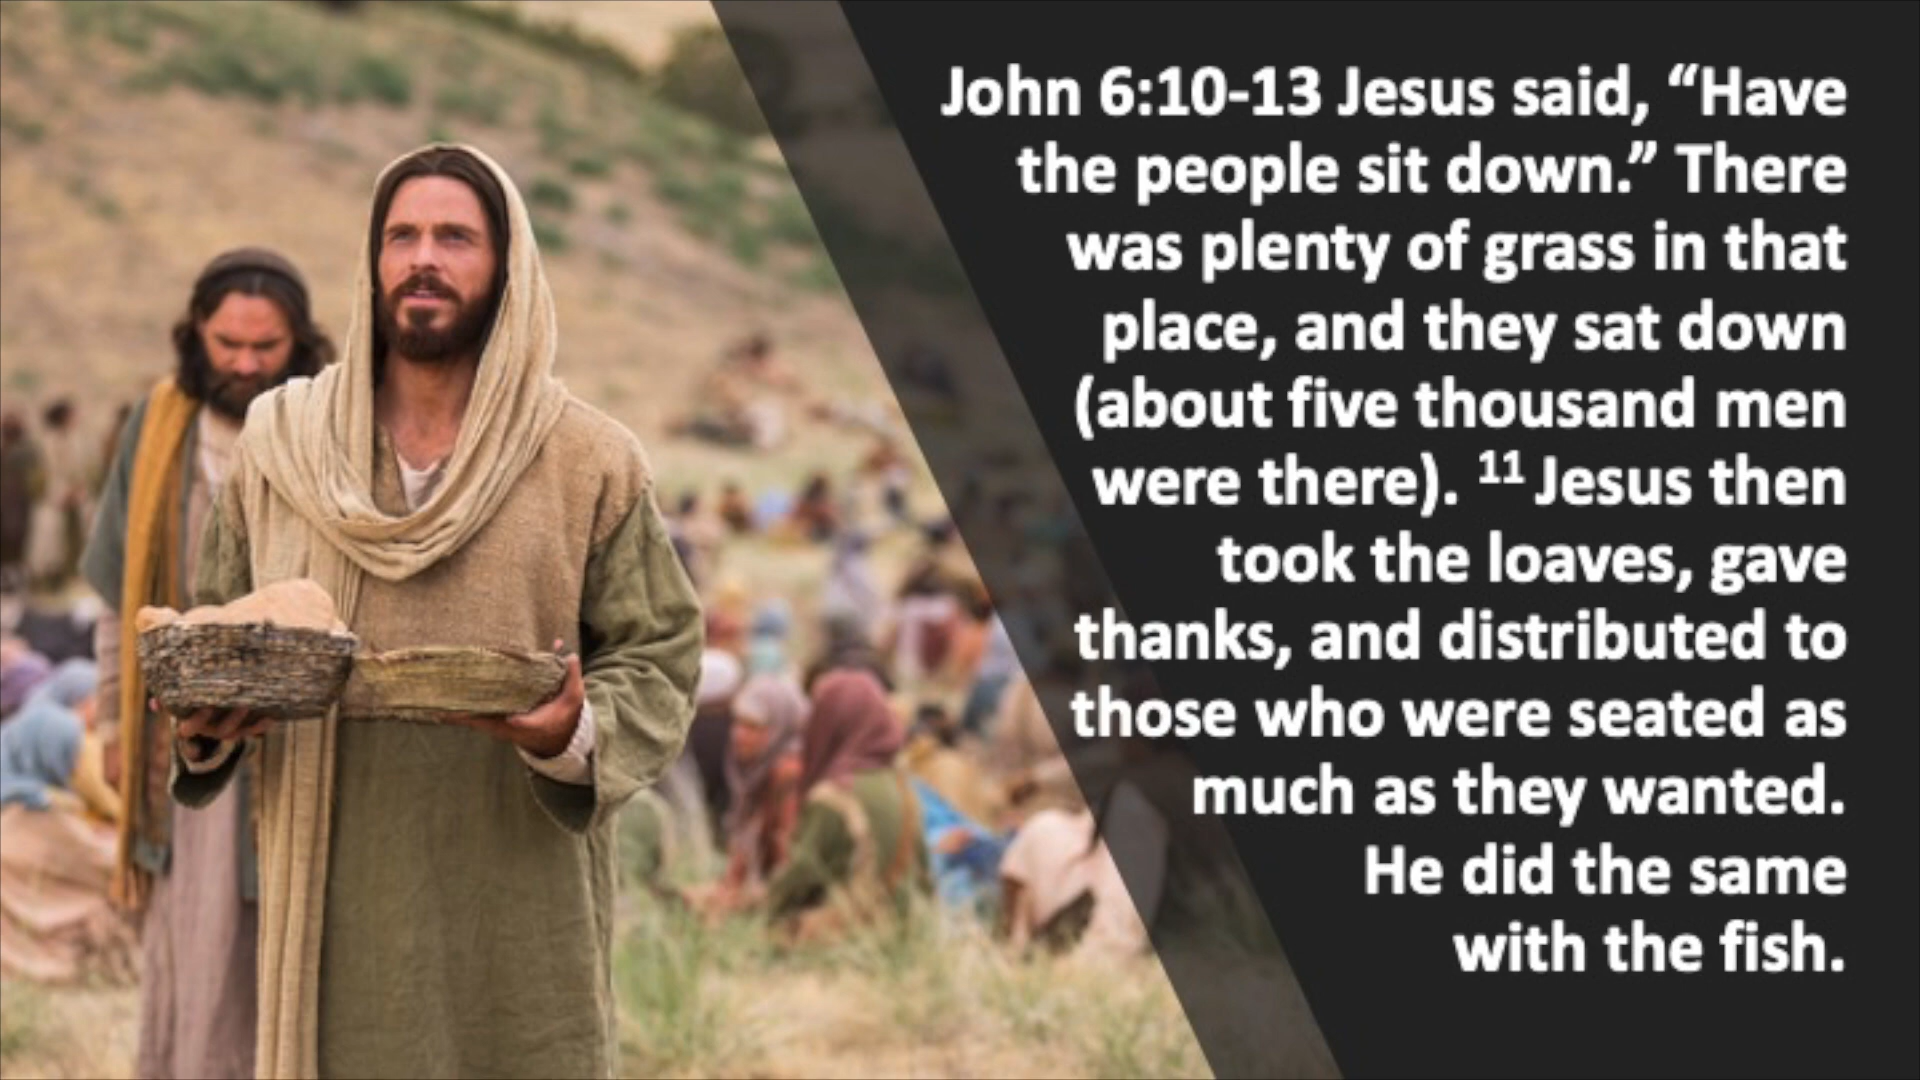 John 6:10-13 Jesus said, “Have
the people sit down.” There
was plenty of grass in that
place, and they sat down
(about five thousand men
were there). ¹¹ Jesus then
took the loaves, gave
thanks, and distributed to
those who were seated as
much as they wanted.
He did the same
with the fish.